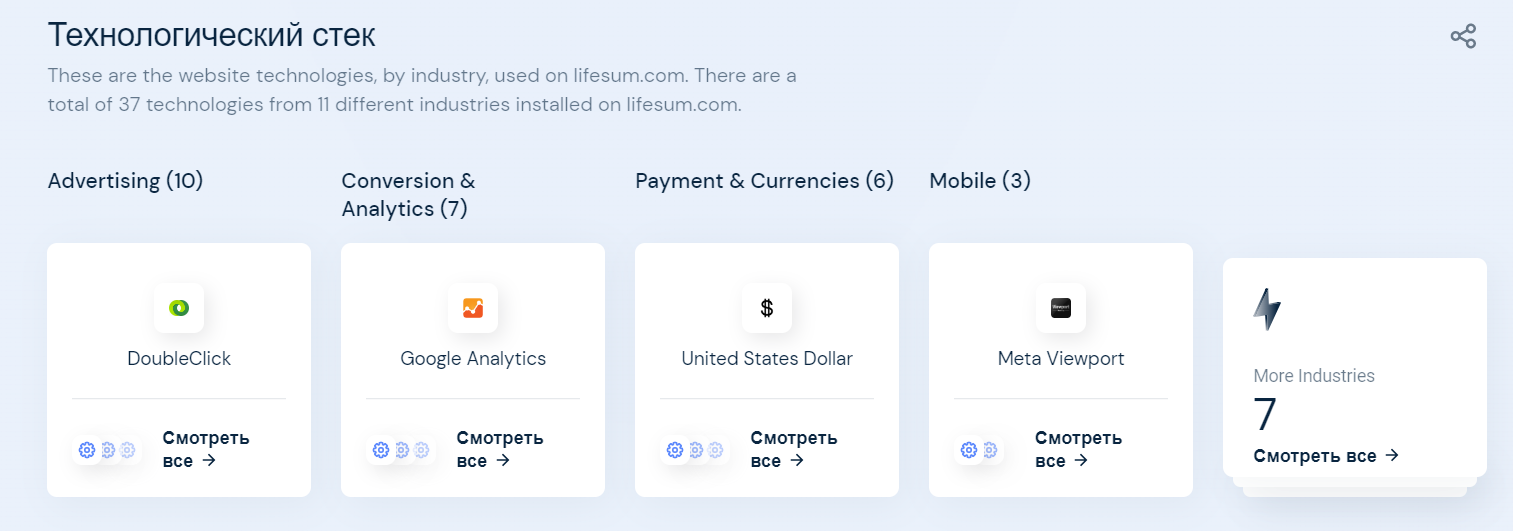 Технологический стек
These are the website technologies, by industry, used on lifesum.com. There are a
total of 37 technologies from 11 different industries installed on lifesum.com.
Advertising (10)
Conversion &
Analytics (7)
Payment & Currencies (6)
Mobile (3)
DoubleClick
Google Analytics
$
United States Dollar
Viewport
Meta Viewport
Смотреть
все →
Смотреть
все →
Смотреть
все →
Смотреть
все →
More Industries
7
Смотреть все →